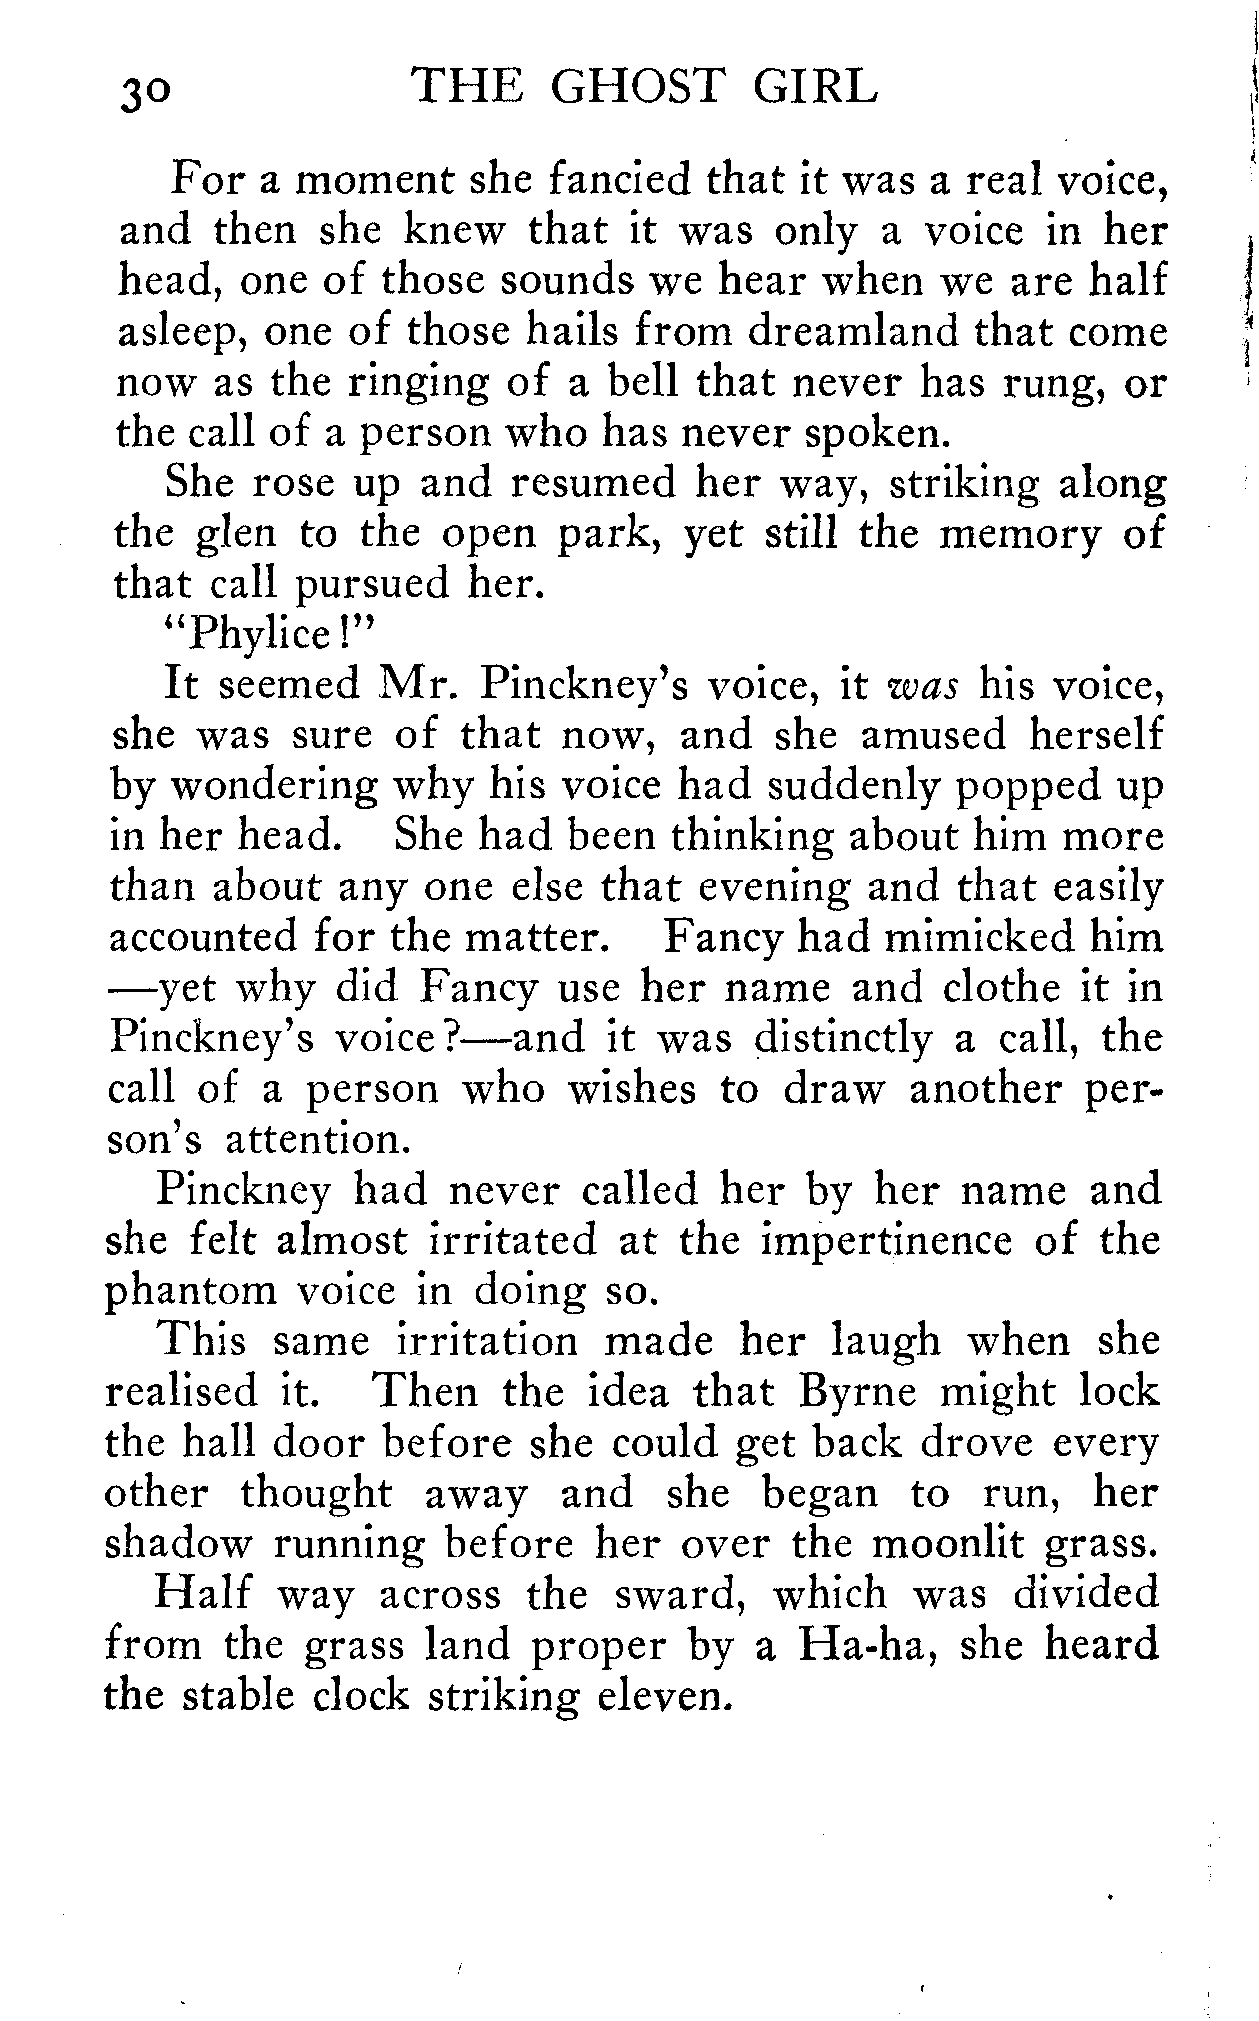 30 THE GHOST GIRL
For a moment she fancied that it was a real voice,
and then she knew that it was only a voice in her
head, one of those sounds we hear when we are half
asleep, one of those hails from dreamland that come
now as the ringing of a bell that never has rung, or
the call of a person who has never spoken.
She rose up and resumed her way, striking along
the glen to the open park, yet still the memory of
that call pursued her.
"Phylice!"
It seemed Mr. Pinckney's voice, it was his voice,
she was sure of that now, and she amused herself
by wondering why his voice had suddenly popped up
in her head. She had been thinking about him more
than about any one else that evening and that easily
accounted for the matter. Fancy had mimicked him
—yet why did Fancy use her name and clothe it in
Pinckney's voice?—and it was distinctly a call, the
call of a person who wishes to draw another per-
son's attention.
Pinckney had never called her by her name and
she felt almost irritated at the impertinence of the
phantom voice in doing so.
This same irritation made her laugh when she
realised it. Then the idea that Byrne might lock
the hall door before she could get back drove every
other thought away and she began to run, her
shadow running before her over the moonlit grass.
Half way across the sward, which was divided
from the grass land proper by a Ha-ha, she heard
the stable clock striking eleven.